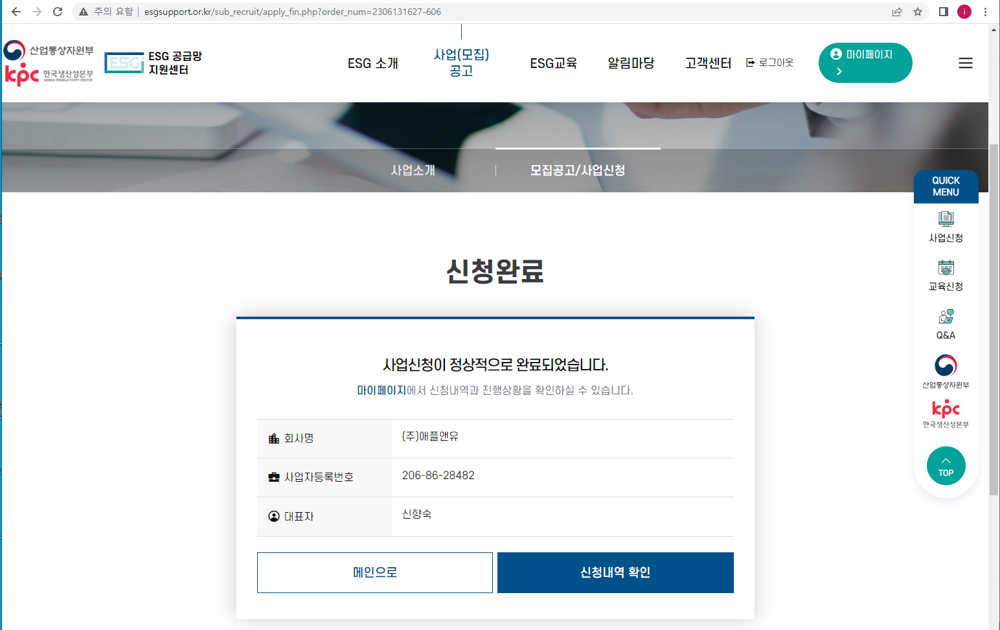 주의 요함
esgsupport.or.kr/sub_recruit/apply_fin.php?order_num=2306131627-606
i
산업통상자원부
kpc 한국생산성본부
KOREA PRODUCTIVITY CENTER
ESG
ESG 공급망
지원센터
ESG 소개
사업(모집)
공고
ESG교육
알림마당
고객센터
로그아웃
마이페이지
사업소개
모집공고/사업신청
QUICK
MENU
사업신청
교육신청
Q&A
산업통상자원부
kpc
한국생산성본부
TOP
신청완료
사업신청이 정상적으로 완료되었습니다.
마이페이지에서 신청내역과 진행상황을 확인하실 수 있습니다.
회사명 (주)애플앤유
사업자등록번호 206-86-28482
대표자 신향숙
메인으로
신청내역 확인